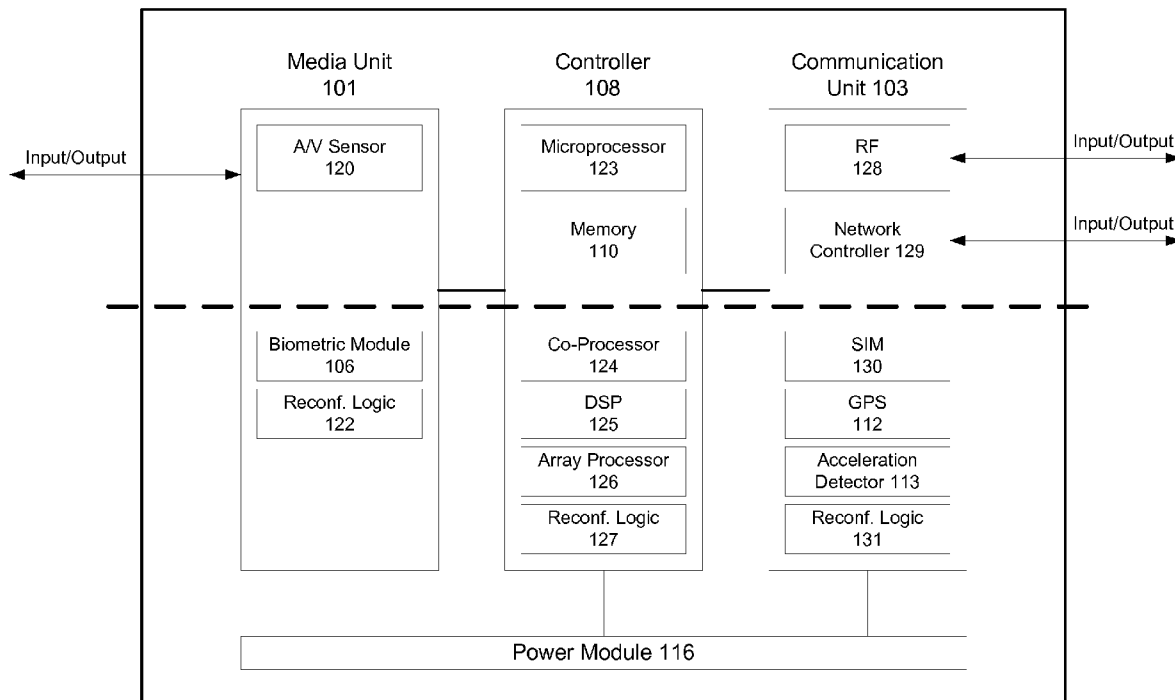 Media Unit
101
Controller
108
Communication
Unit 103
Input/Output
A/V Sensor
120
Microprocessor
123
RF
128
Input/Output
Memory
110
Network
Controller 129
Input/Output
Biometric Module
106
Co-Processor
124
SIM
130
Reconf. Logic
122
DSP
125
GPS
112
Array Processor
126
Acceleration
Detector 113
Reconf. Logic
127
Reconf. Logic
131
Power Module 116